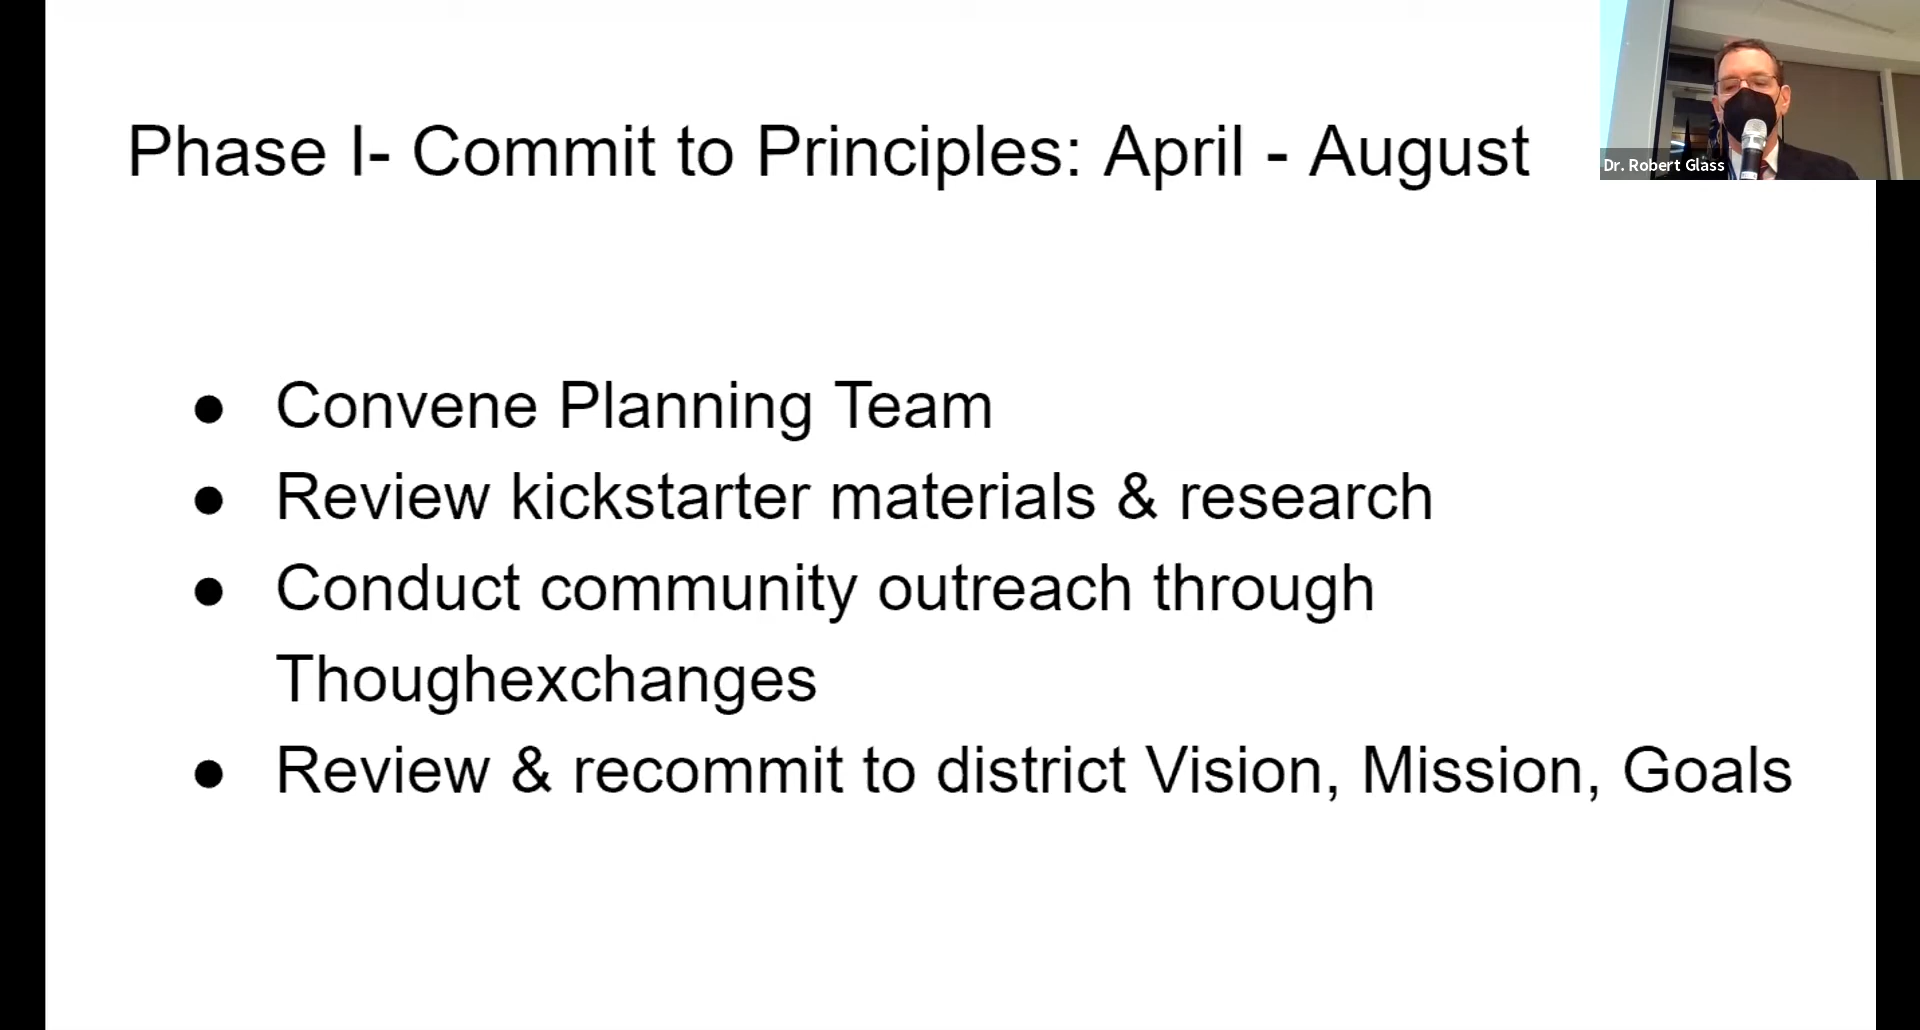 Phase I- Commit to Principles: April - August
Dr. Robert Glass
● Convene Planning Team
● Review kickstarter materials & research
● Conduct community outreach through
Thoughexchanges
● Review & recommit to district Vision, Mission, Goals